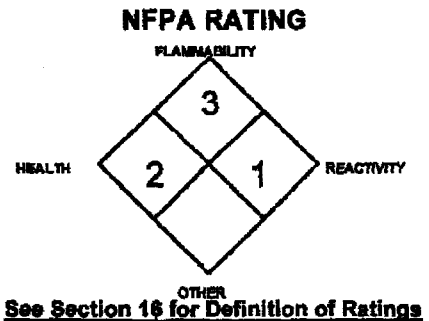 NFPA RATING
FLAMMABILITY
3
HEALTH
2
1
REACTIVITY
OTHER
See Section 16 for Definition of Ratings